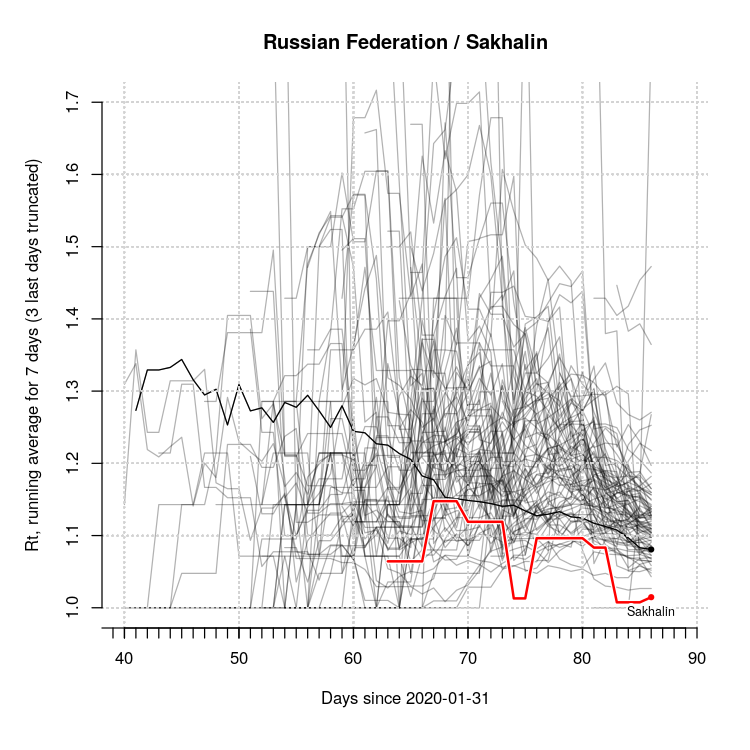 Russian Federation / Sakhalin
Rt, running average for 7 days (3 last days truncated)
1.7
1.6
1.5
1.4
1.3
1.2
1.1
1.0
Sakhalin
40 50 60 70 80 90
Days since 2020-01-31